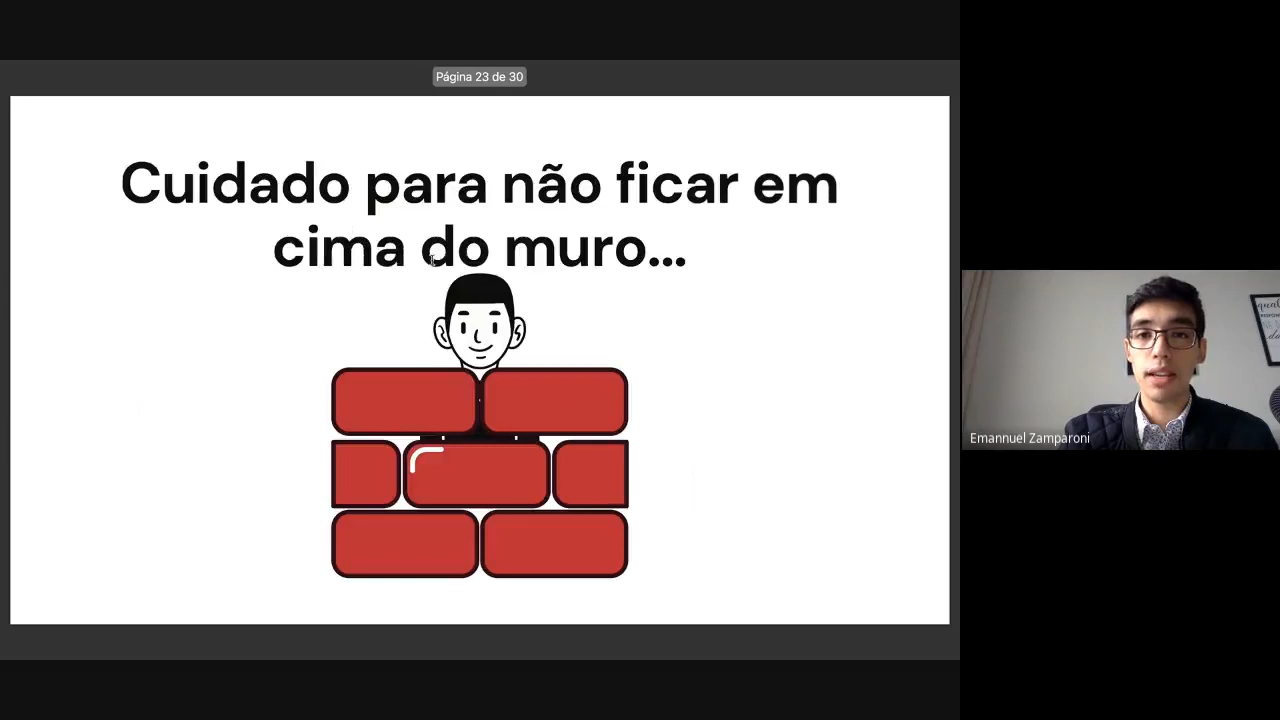 Página 23 de 30
Cuidado para não ficar em
cima do muro...
Emannuel Zamparoni